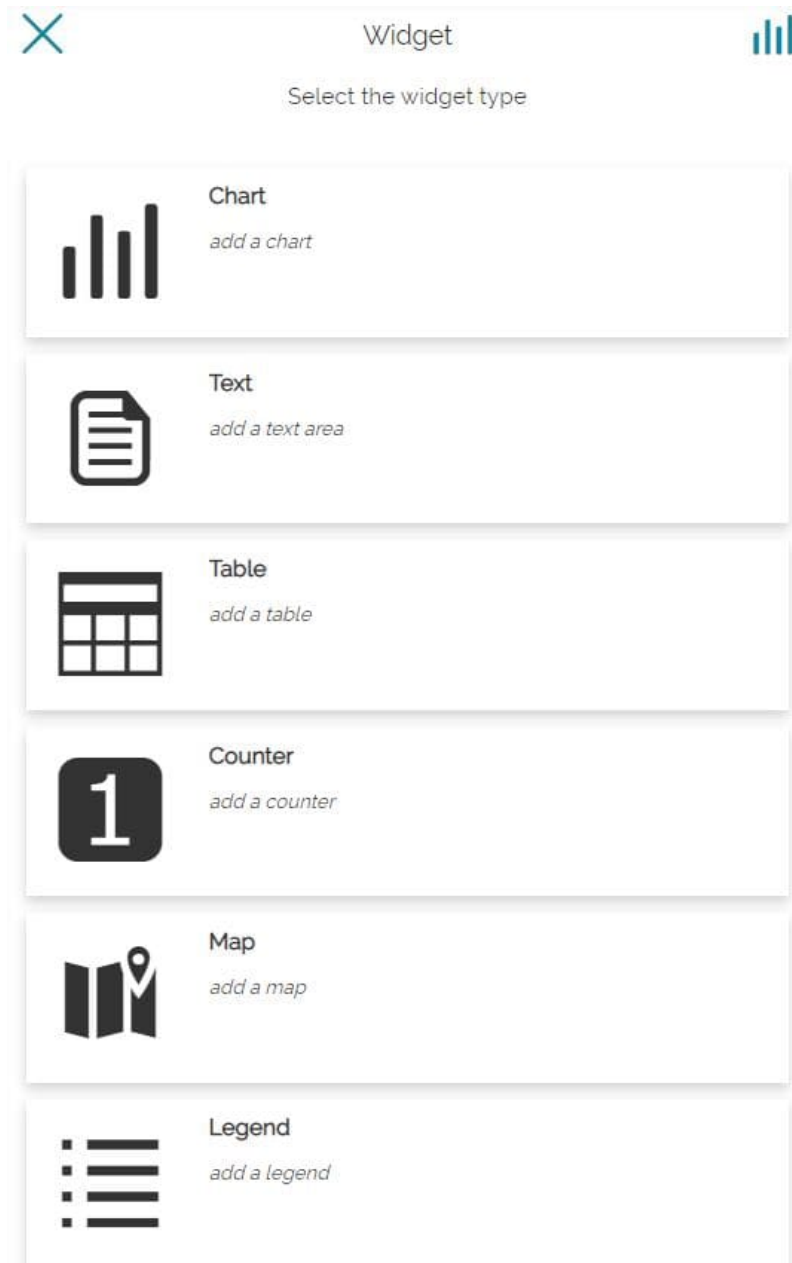 Widget
Select the widget type
Chart
add a chart
Text
add a text area
Table
add a table
1
Counter
add a counter
Map
add a map
Legend
add a legend